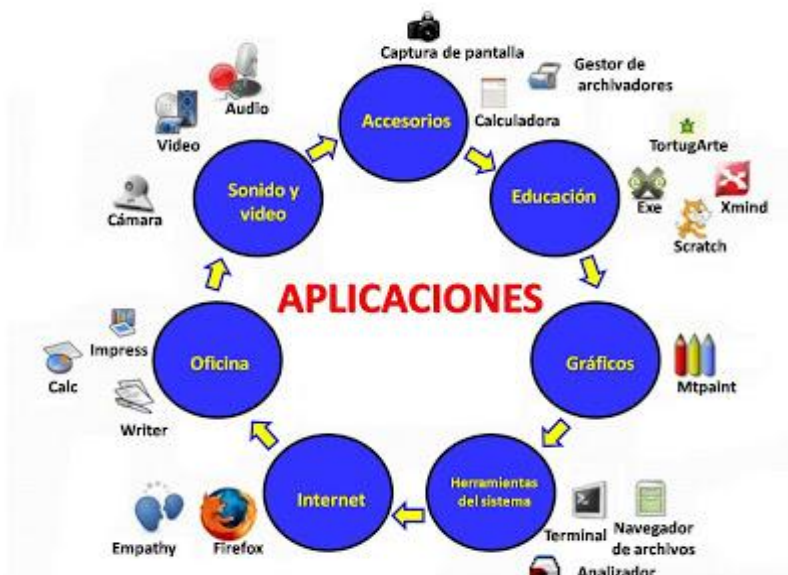 Captura de pantalla
Gestor de
archivadores
Audio
Accesorios
Calculadora
Video
TortugArte
Sonido y
video
Educación
Cámara
Exe
Xmind
Scratch
APLICACIONES
Impress
Calc
Oficina
Gráficos
Mtpaint
Writer
Herramientas
del sistema
Internet
Terminal
Navegador
de archivos
Empathy
Firefox
Analizador